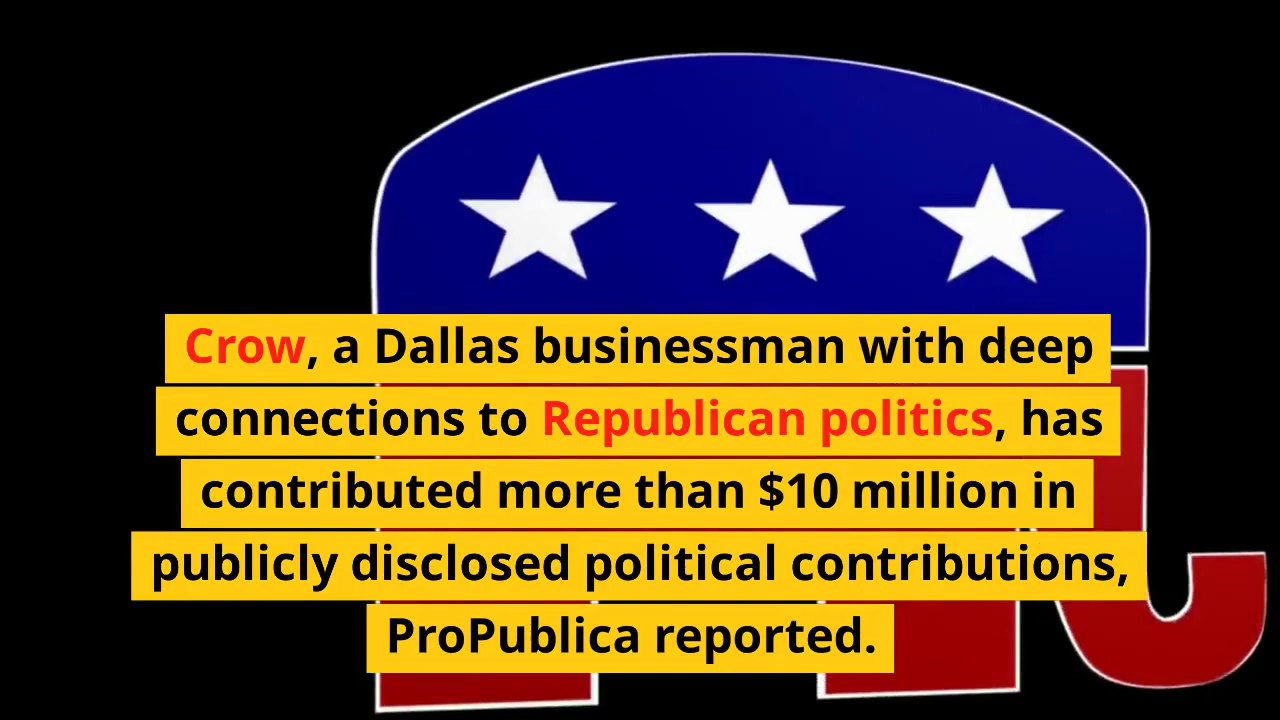 Crow, a Dallas businessman with deep
connections to Republican politics, has
contributed more than $10 million in
publicly disclosed political contributions,
ProPublica reported.